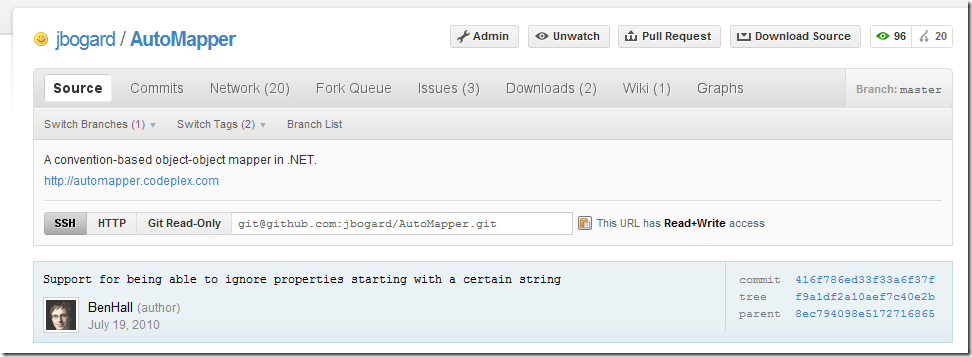 jbogard / AutoMapper Admin Unwatch Pull Request Download Source 96 20
Source Commits Network (20) Fork Queue Issues (3) Downloads (2) Wiki (1) Graphs Branch: master
Switch Branches (1) Switch Tags (2) Branch List
A convention-based object-object mapper in .NET.
http://automapper.codeplex.com
SSH HTTP Git Read-Only git@github.com:jbogard/AutoMapper.git This URL has Read+Write access
Support for being able to ignore properties starting with a certain string
BenHall (author)
July 19, 2010
commit 416f786ed33f33a6f37f
tree f9a1df2a10aef7c40e2b
parent 8ec794098e5172716865